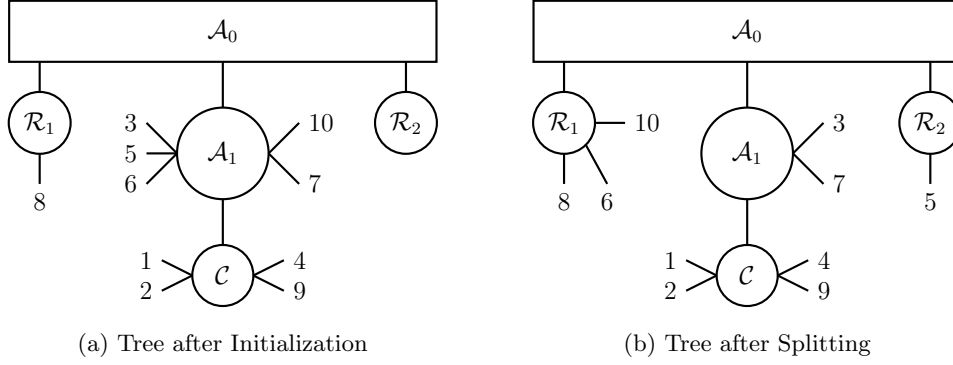 𝒜₀
ℛ₁
3
5
6
𝒜₁
10
7
ℛ₂
8
1
2
𝒞
4
9
(a) Tree after Initialization
𝒜₀
ℛ₁
10
8
6
𝒜₁
3
7
ℛ₂
5
1
2
𝒞
4
9
(b) Tree after Splitting